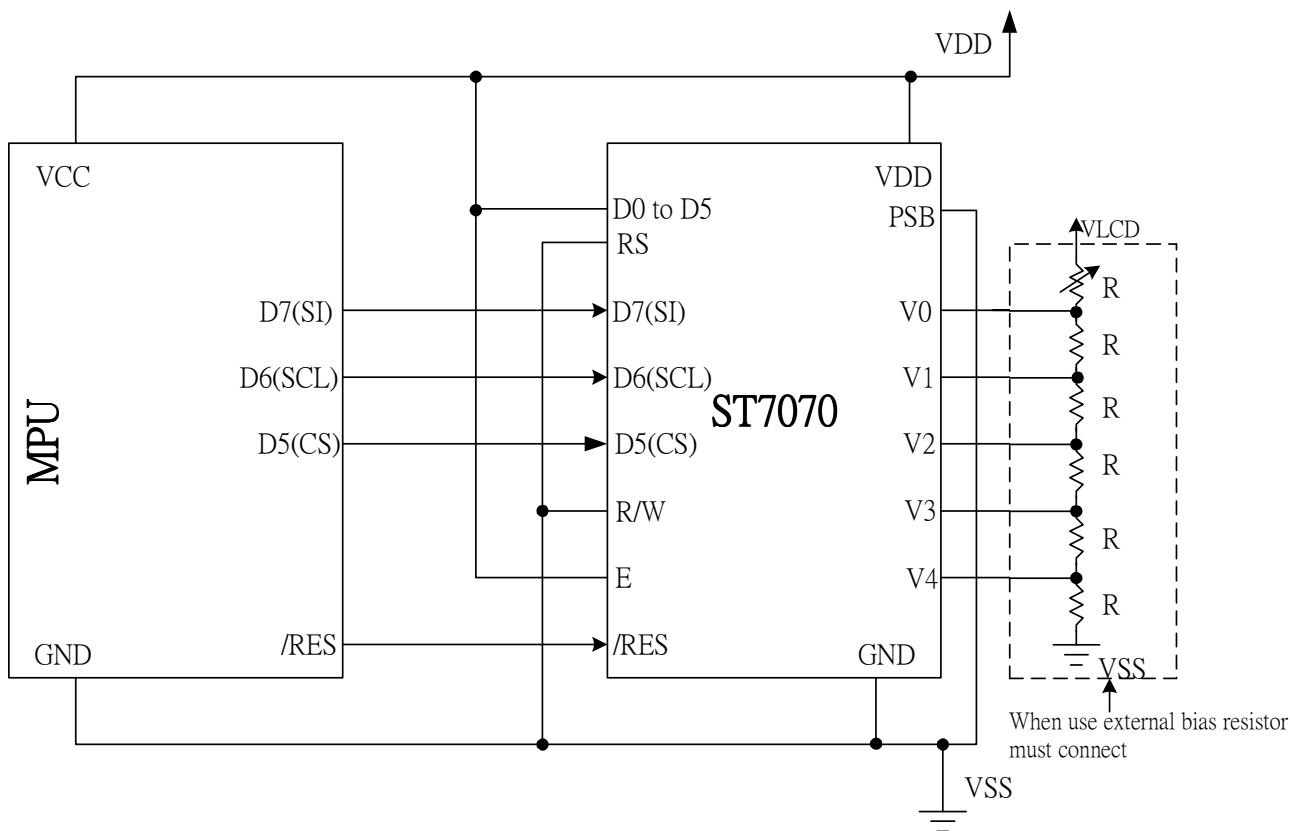 VDD
VCC
VDD
D0 to D5
PSB
RS
VLCD
R
D7(SI)
D7(SI)
V0
R
D6(SCL)
D6(SCL)
V1
ST7070
R
MPU
D5(CS)
D5(CS)
V2
R
R/W
V3
R
E
V4
R
GND
/RES
/RES
GND
VSS
When use external bias resistor
must connect
VSS